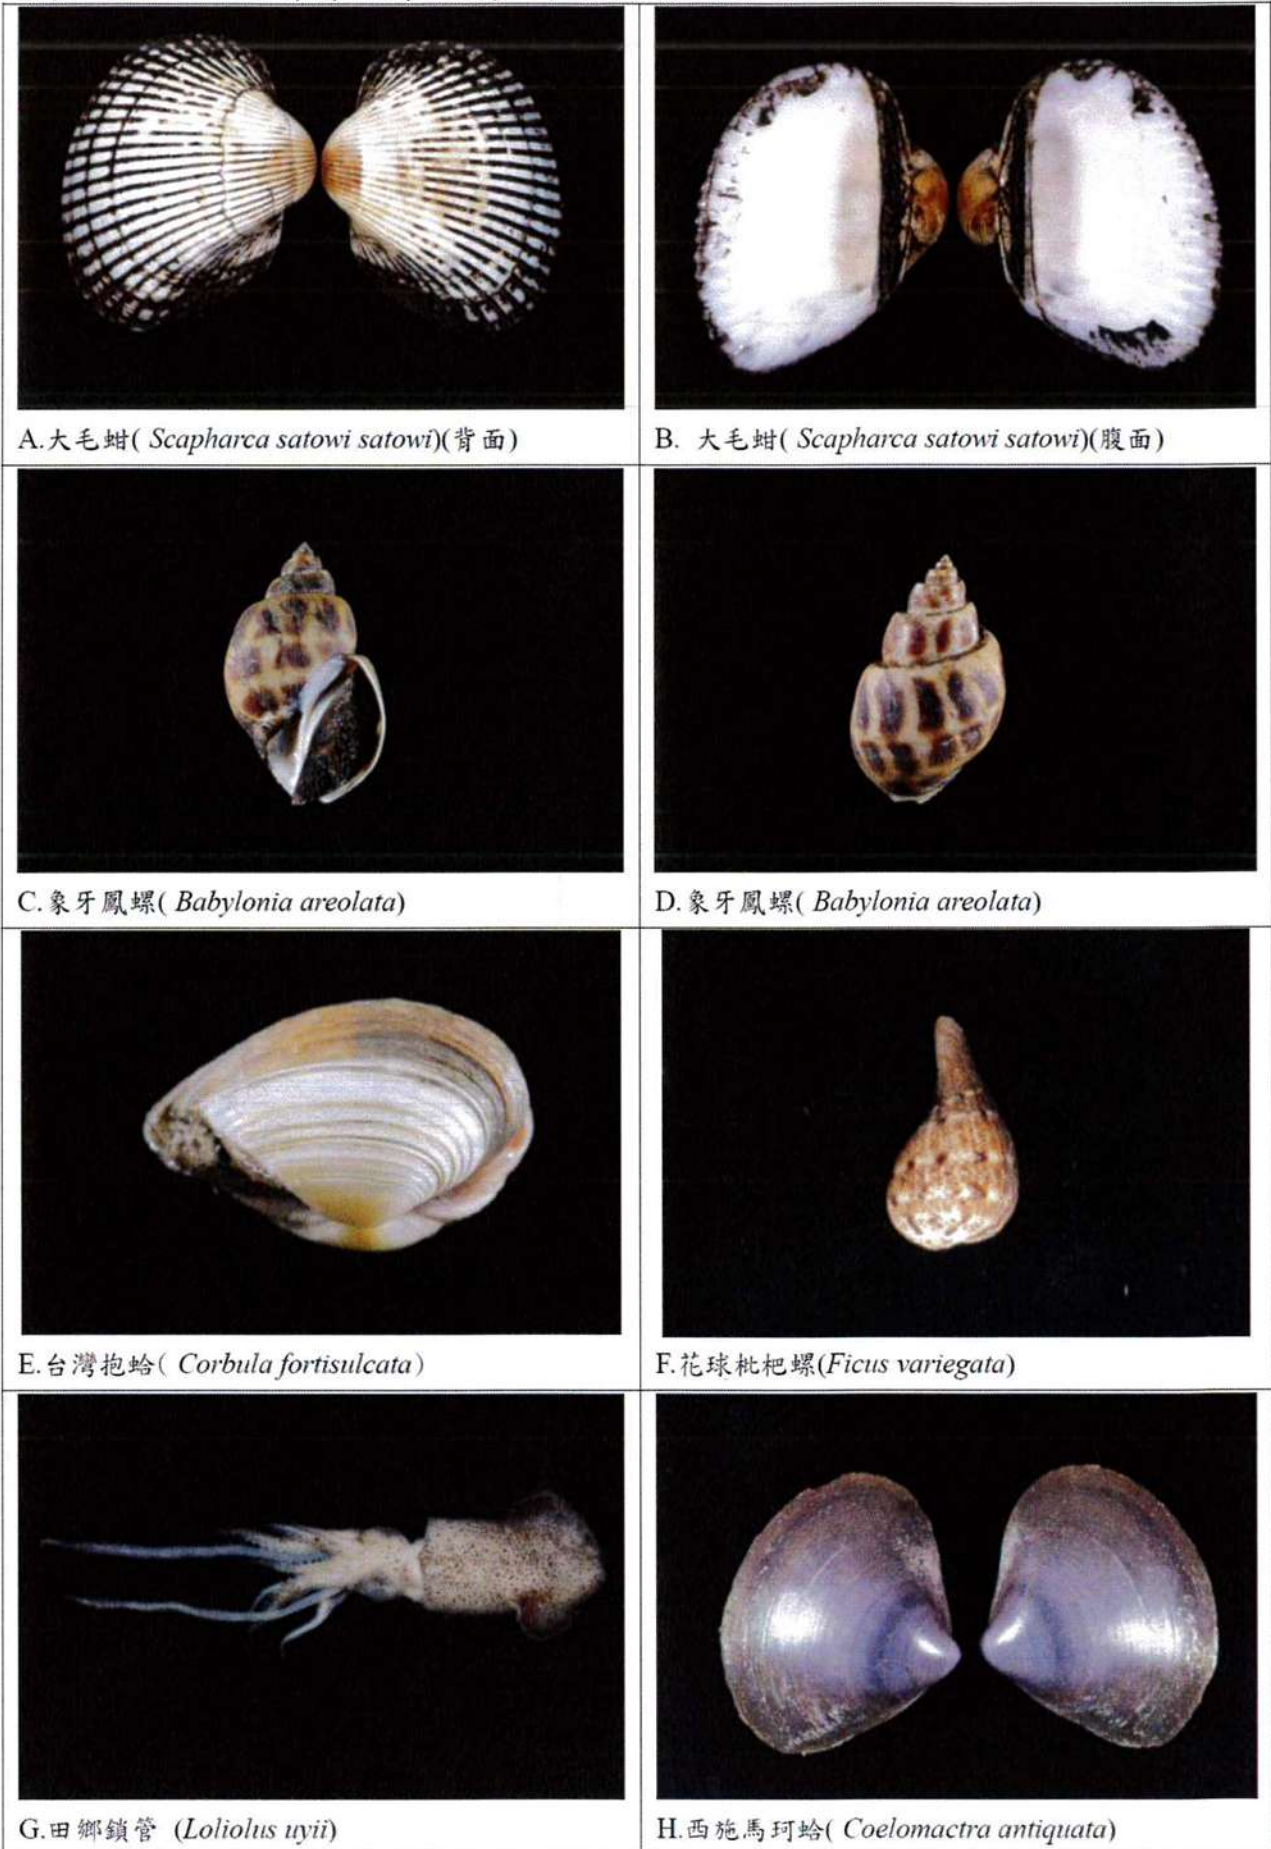 A.大毛蚶( Scapharca satowi satowi)(背面)
B. 大毛蚶( Scapharca satowi satowi)(腹面)
C.象牙鳳螺( Babylonia areolata)
D.象牙鳳螺( Babylonia areolata)
E.台灣抱蛤( Corbula fortisulcata)
F.花球枇杷螺(Ficus variegata)
G.田鄉鎖管 (Loliolus uyii)
H.西施馬珂蛤( Coelomactra antiquata)